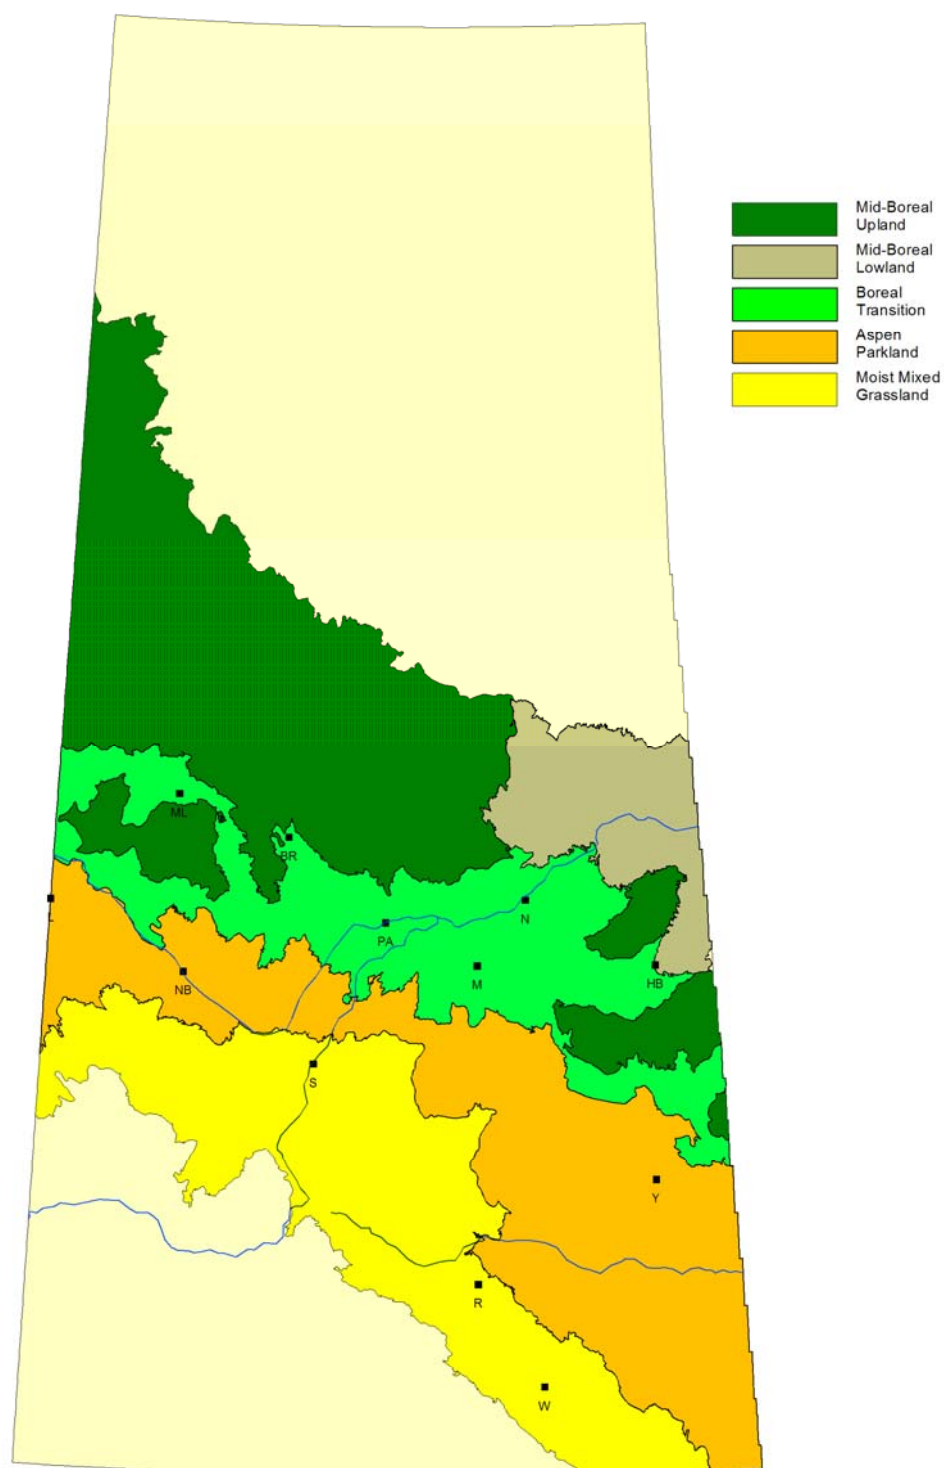 Mid-Boreal
Upland
Mid-Boreal
Lowland
Boreal
Transition
Aspen
Parkland
Moist Mixed
Grassland
ML
BR
L
N
PA
M
HB
NB
S
Y
R
W